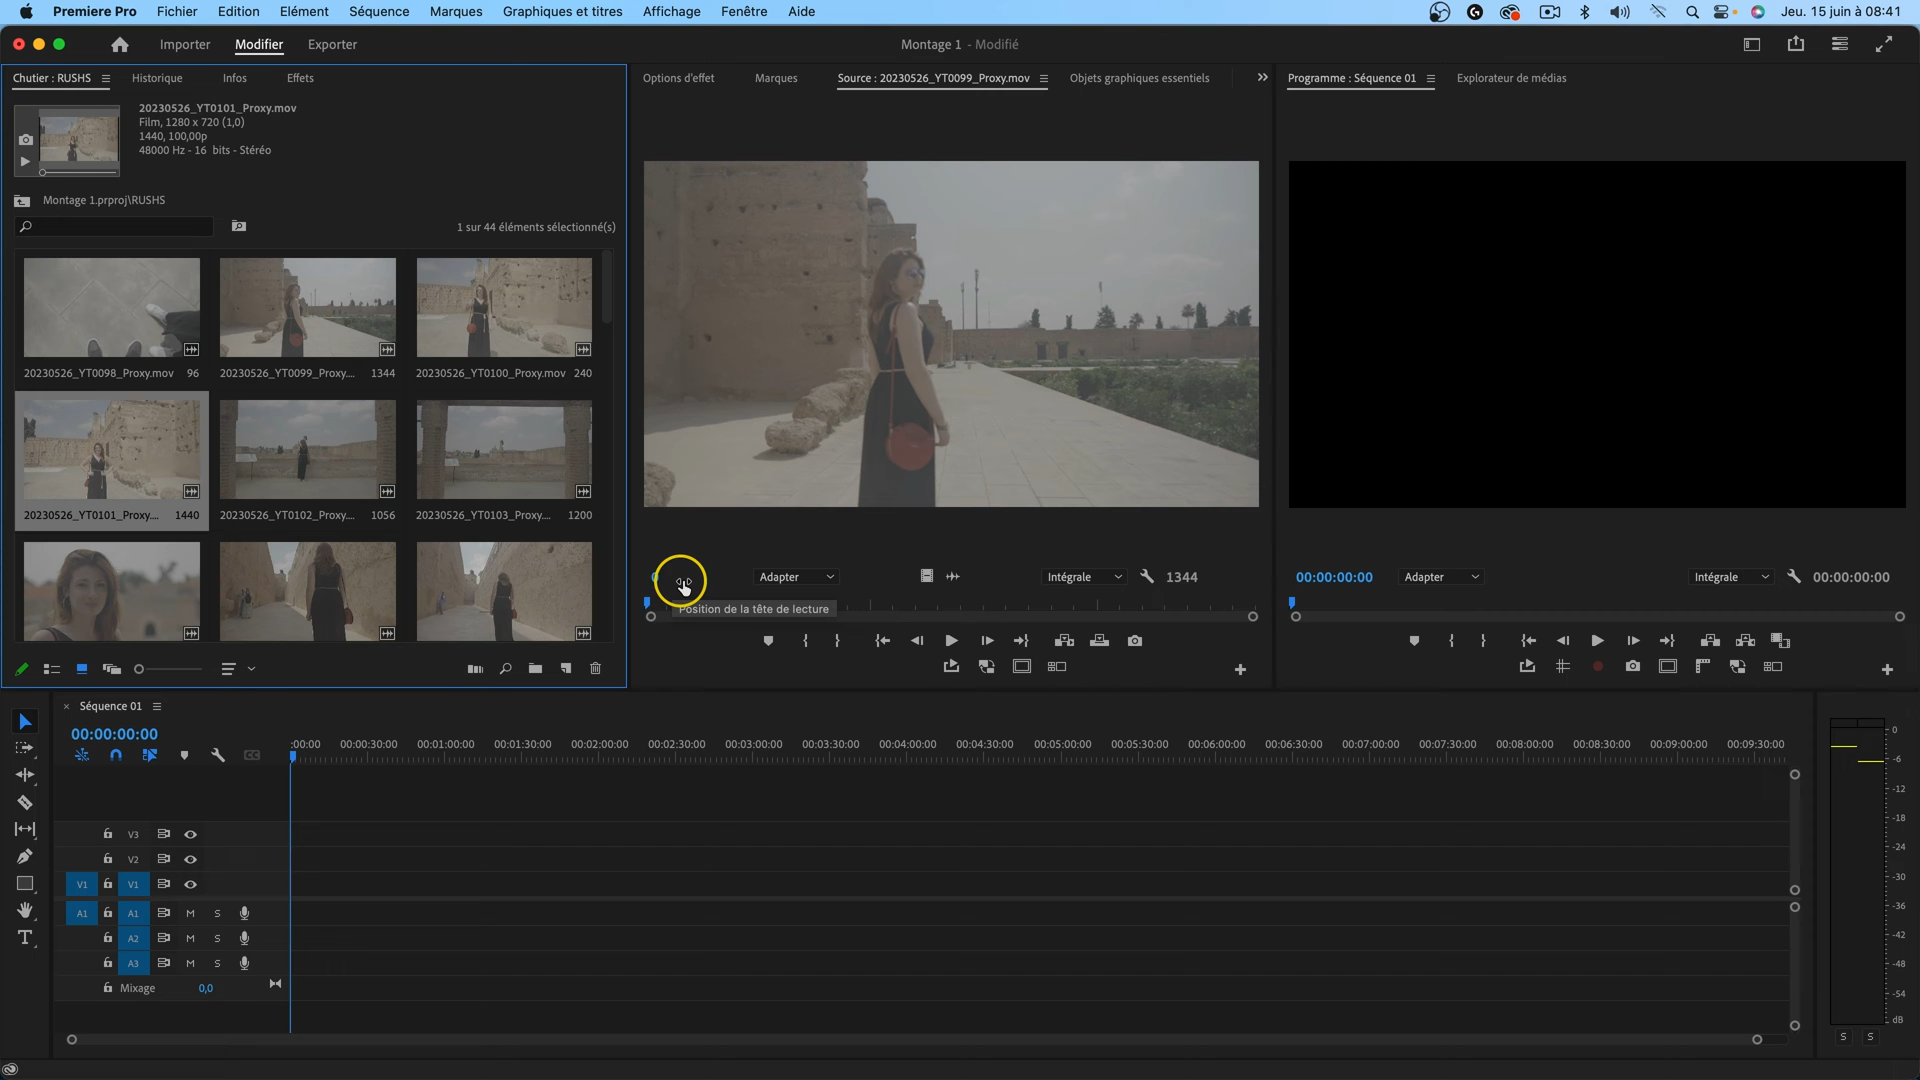 Premiere Pro Fichier Edition Elément Séquence Marques Graphiques et titres Affichage Fenêtre Aide
Jeu. 15 juin à 08:41
Importer Modifier Exporter
Montage 1 - Modifié
Chutier : RUSHS Historique Infos Effets
20230526_YT0101_Proxy.mov
Film, 1280 x 720 (1,0)
1440, 100,00p
48000 Hz - 16 bits - Stéréo
Montage 1.prproj\RUSHS
1 sur 44 éléments sélectionné(s)
20230526_YT0098_Proxy.mov 96
20230526_YT0099_Proxy.... 1344
20230526_YT0100_Proxy.mov 240
20230526_YT0101_Proxy.... 1440
20230526_YT0102_Proxy.... 1056
20230526_YT0103_Proxy.... 1200
Options d'effet Marques Source : 20230526_YT0099_Proxy.mov Objets graphiques essentiels
Adapter Intégrale 1344
Position de la tête de lecture
Programme : Séquence 01 Explorateur de médias
00:00:00:00 Adapter Intégrale 00:00:00:00
× Séquence 01
00:00:00:00
:00:00 00:00:30:00 00:01:00:00 00:01:30:00 00:02:00:00 00:02:30:00 00:03:00:00 00:03:30:00 00:04:00:00 00:04:30:00 00:05:00:00 00:05:30:00 00:06:00:00 00:06:30:00 00:07:00:00 00:07:30:00 00:08:00:00 00:08:30:00 00:09:00:00 00:09:30:00
V3
V2
V1 V1
A1 A1 M S
A2 M S
A3 M S
Mixage 0,0
0
-6
-12
-18
-24
-30
-36
-42
-48
-54
dB
S S